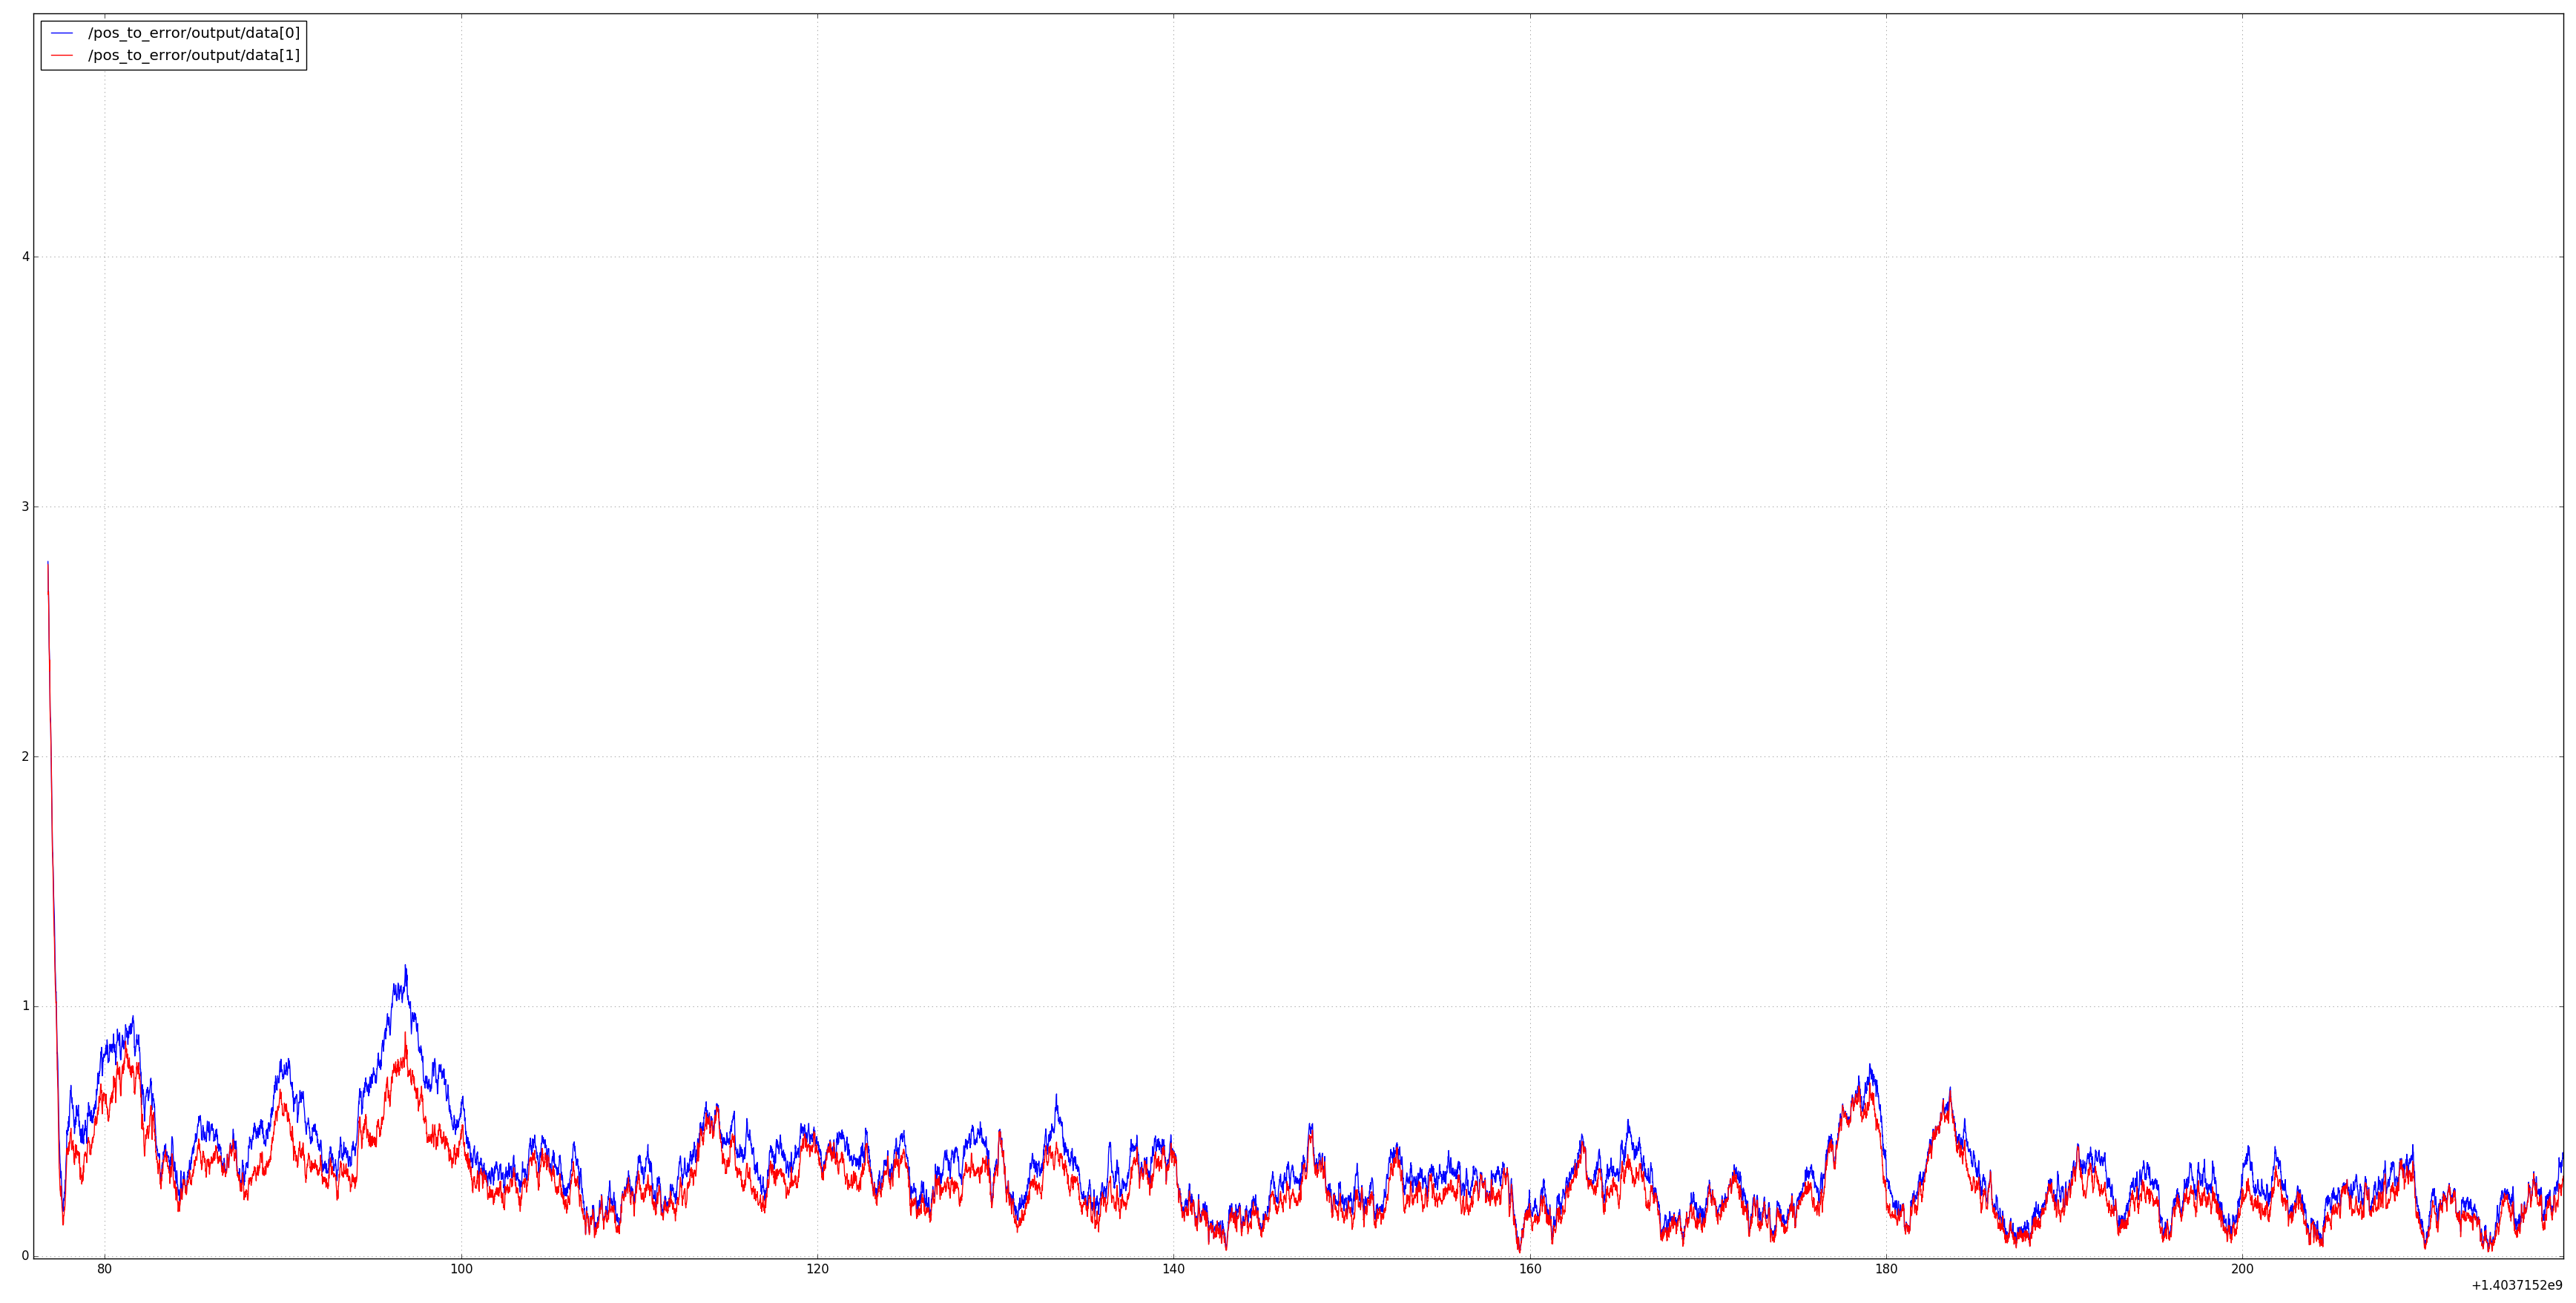 /pos_to_error/output/data[0]
/pos_to_error/output/data[1]
4
3
2
1
0
80 100 120 140 160 180 200
+1.4037152e9